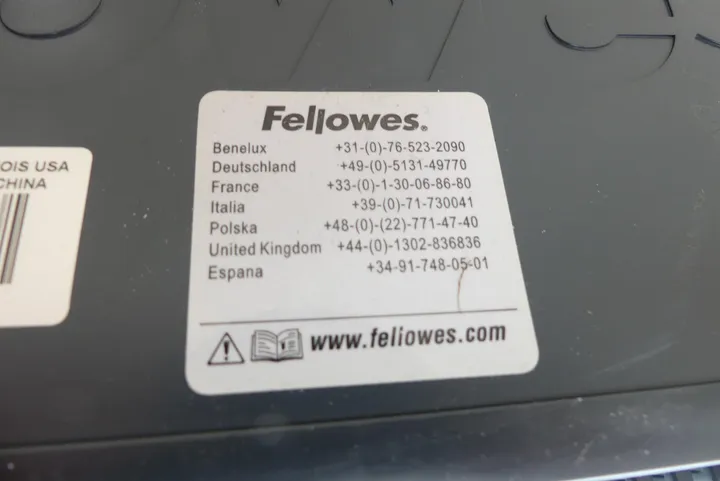 Fellowes.
Benelux +31-(0)-76-523-2090
Deutschland +49-(0)-5131-49770
France +33-(0)-1-30-06-86-80
Italia +39-(0)-71-730041
Polska +48-(0)-(22)-771-47-40
United Kingdom +44-(0)-1302-836836
Espana +34-91-748-05-01
www.fellowes.com
OIS USA
CHINA